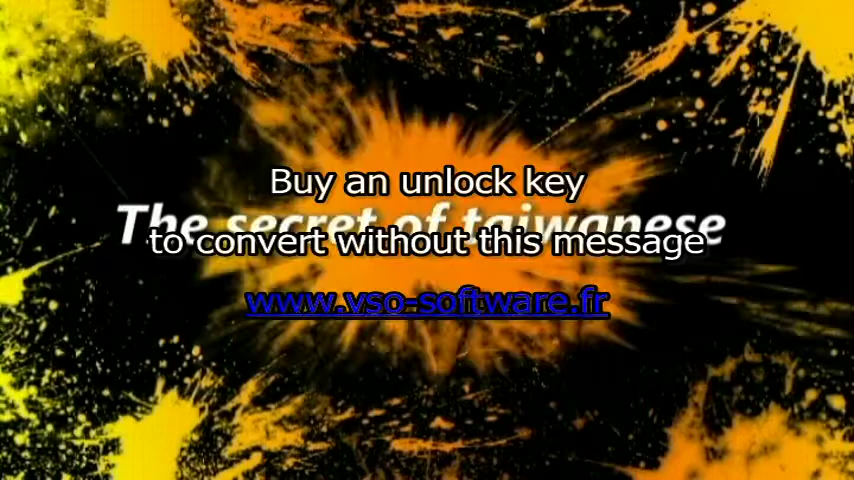 Buy an unlock key
The secret of taiwanese
to convert without this message
www.vso-software.fr